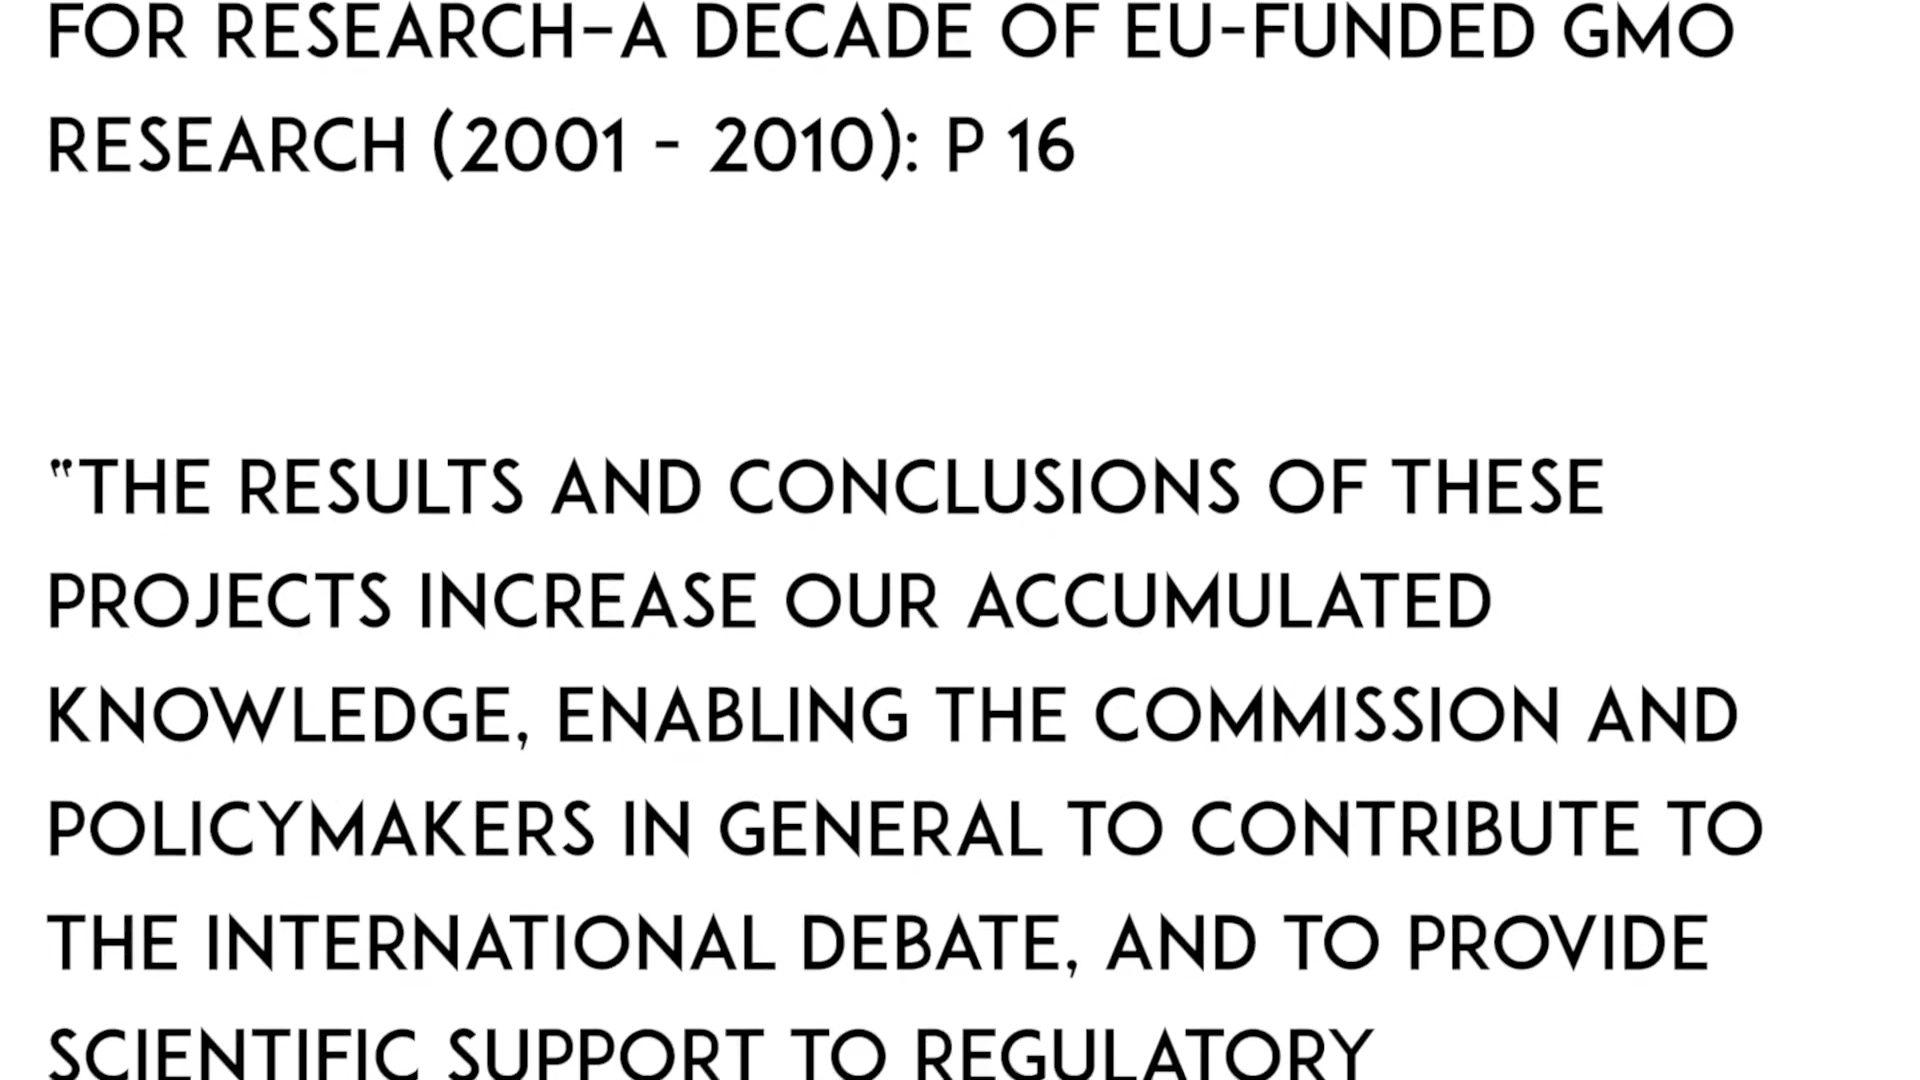 FOR RESEARCH–A DECADE OF EU-FUNDED GMO
RESEARCH (2001 - 2010): P 16
“THE RESULTS AND CONCLUSIONS OF THESE
PROJECTS INCREASE OUR ACCUMULATED
KNOWLEDGE, ENABLING THE COMMISSION AND
POLICYMAKERS IN GENERAL TO CONTRIBUTE TO
THE INTERNATIONAL DEBATE, AND TO PROVIDE
SCIENTIFIC SUPPORT TO REGULATORY